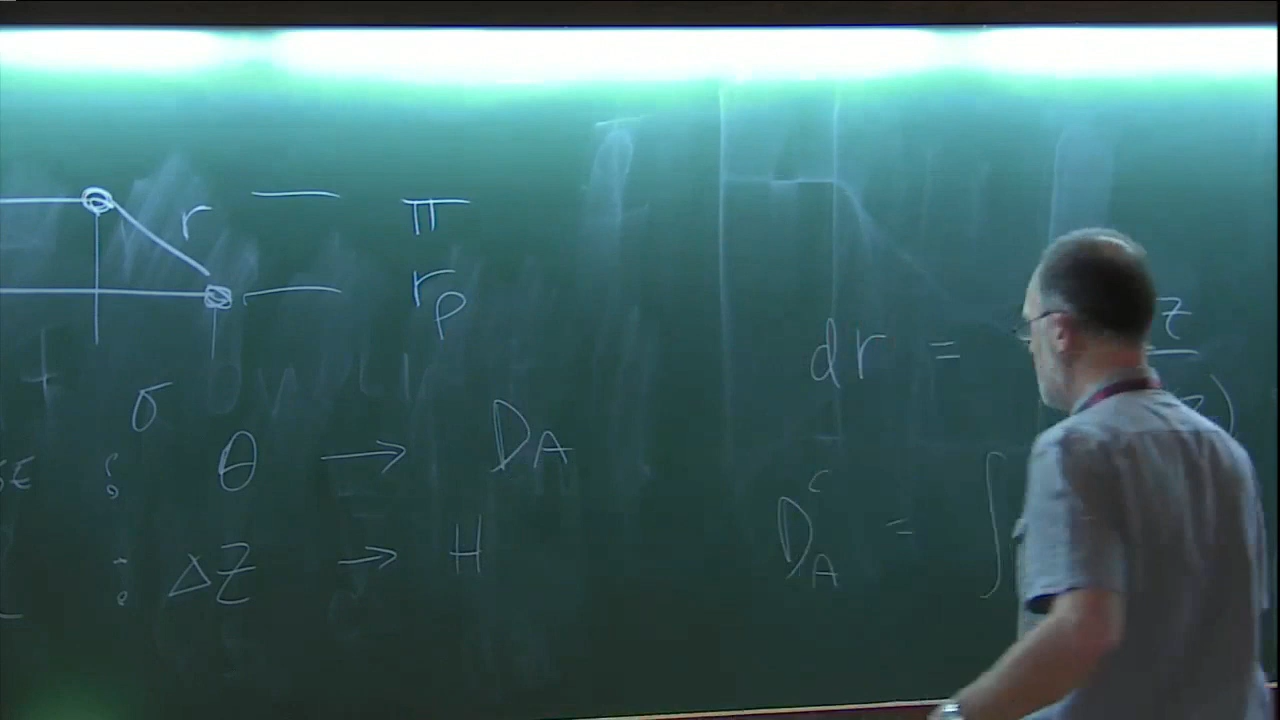 r — π
r_p
σ
dr = z
z)
: θ → D_A
: ΔZ → H
D_A^c = ∫